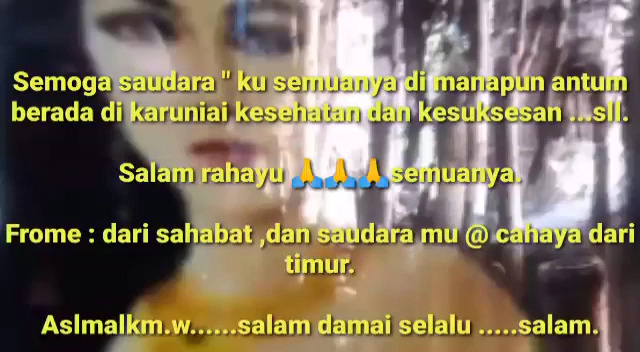 Semoga saudara " ku semuanya di manapun antum
berada di karuniai kesehatan dan kesuksesan ...sll.
Salam rahayu 🙏🙏🙏semuanya.
Frome : dari sahabat ,dan saudara mu @ cahaya dari
timur.
Aslmalkm.w......salam damai selalu .....salam.